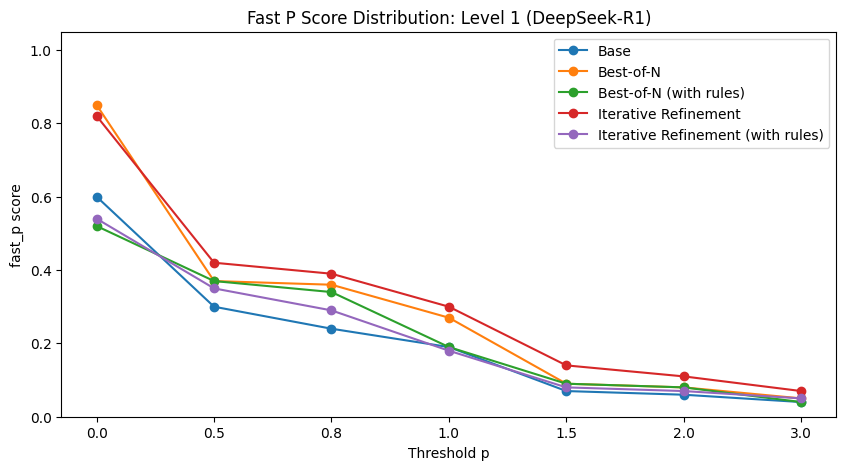 Fast P Score Distribution: Level 1 (DeepSeek-R1)
Base
Best-of-N
Best-of-N (with rules)
Iterative Refinement
Iterative Refinement (with rules)
fast_p score
1.0
0.8
0.6
0.4
0.2
0.0
0.0 0.5 0.8 1.0 1.5 2.0 3.0
Threshold p